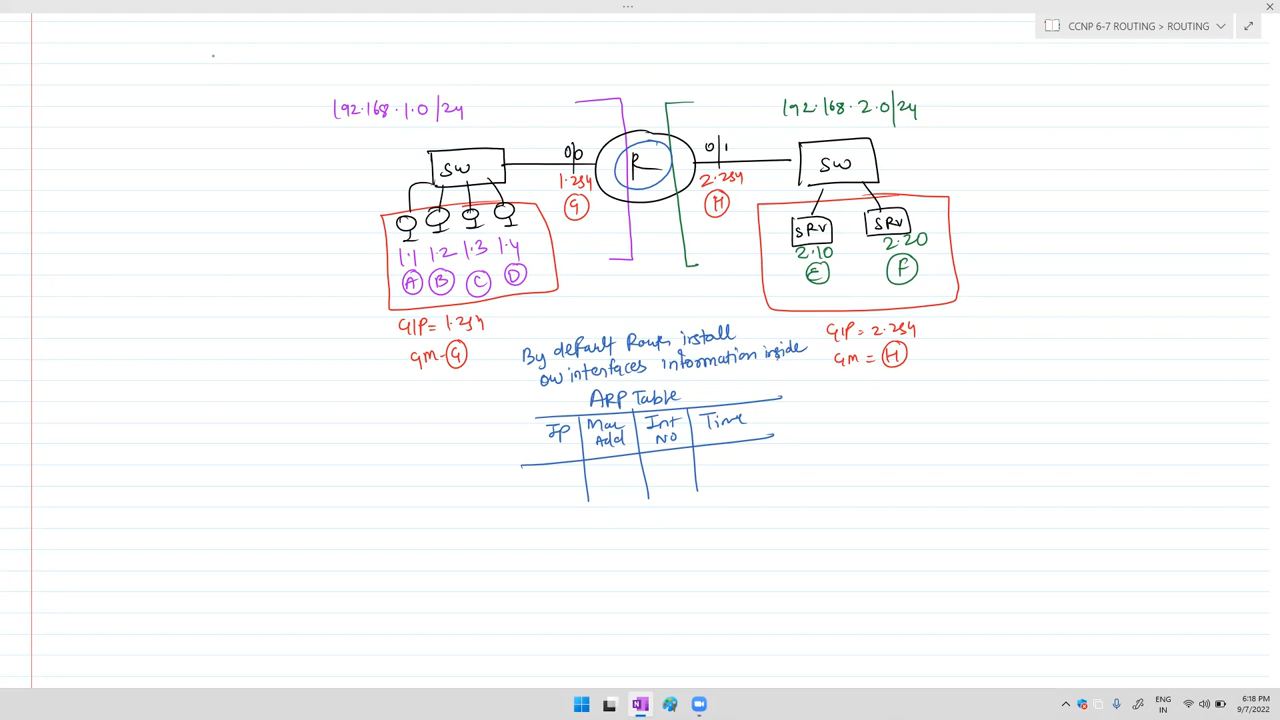 CCNP 6-7 ROUTING > ROUTING
192.168.1.0/24
192.168.2.0/24
SW
0/0
R
0/1
SW
1.254
G
2.254
H
SRV
SRV
1.1 1.2 1.3 1.4
A B C D
2.10
2.20
E
F
GIP = 1.254
GM - G
GIP = 2.254
GM = H
By default Router install
ow interfaces information inside
ARP Table
IP
Mac
Add
Int
NO
Time
ENG
IN
6:18 PM
9/7/2022